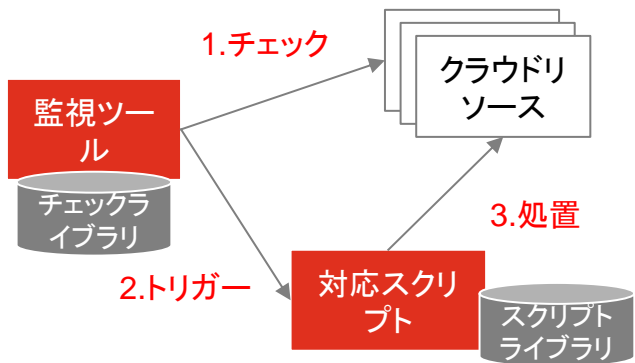 1.チェック
クラウドリ
ソース
監視ツー
ル
チェックラ
イブラリ
3.処置
2.トリガー
対応スクリ
プト
スクリプト
ライブラリ